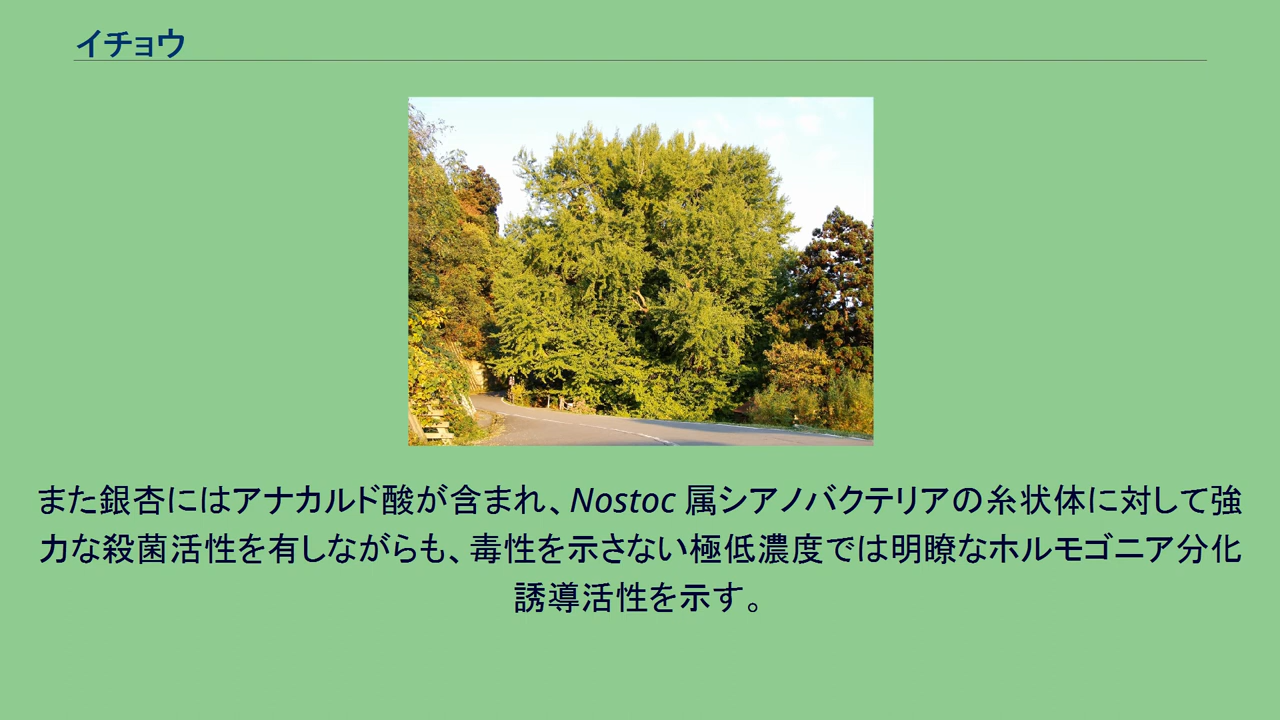 イチョウ
また銀杏にはアナカルド酸が含まれ、Nostoc 属シアノバクテリアの糸状体に対して強
力な殺菌活性を有しながらも、毒性を示さない極低濃度では明瞭なホルモゴニア分化
誘導活性を示す。